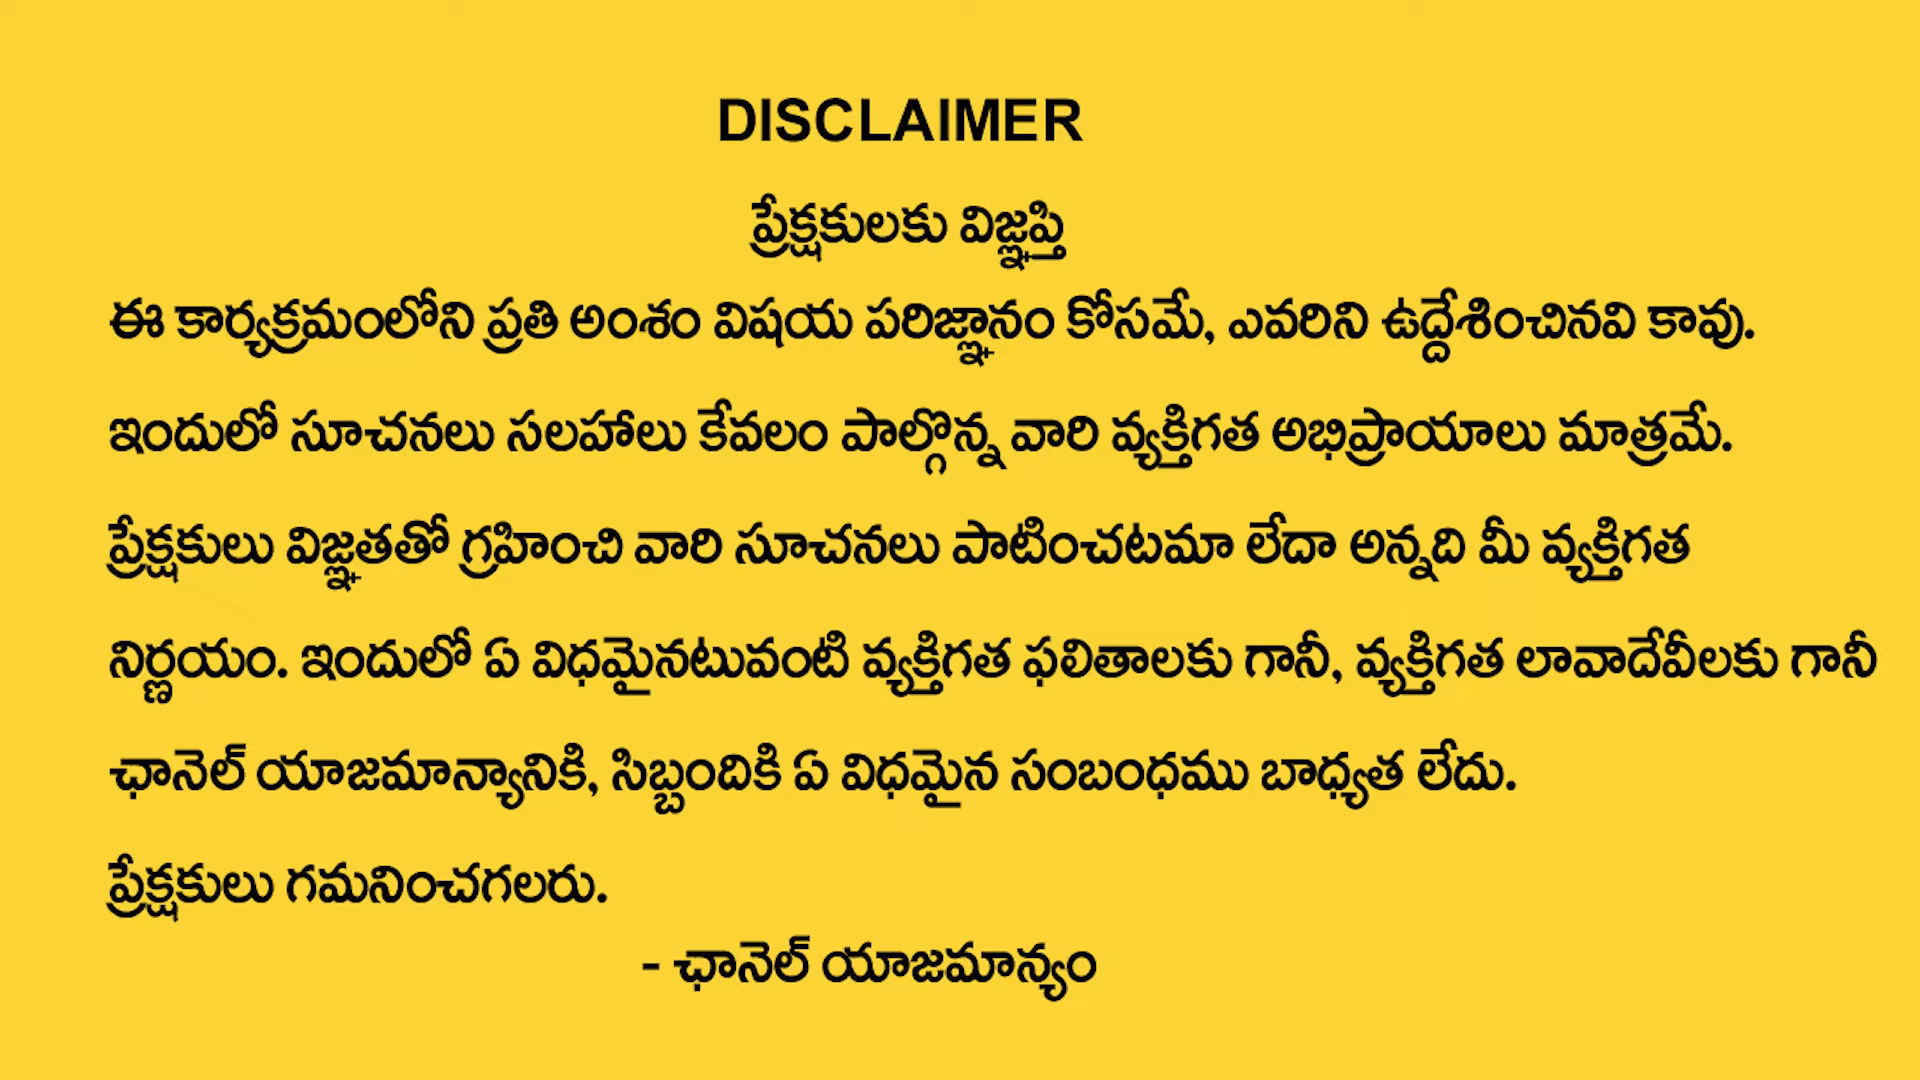 DISCLAIMER
ప్రేక్షకులకు విజ్ఞప్తి
ఈ కార్యక్రమంలోని ప్రతి అంశం విషయ పరిజ్ఞానం కోసమే, ఎవరిని ఉద్దేశించినవి కావు.
ఇందులో సూచనలు సలహాలు కేవలం పాల్గొన్న వారి వ్యక్తిగత అభిప్రాయాలు మాత్రమే.
ప్రేక్షకులు విజ్ఞతతో గ్రహించి వారి సూచనలు పాటించటమా లేదా అన్నది మీ వ్యక్తిగత
నిర్ణయం. ఇందులో ఏ విధమైనటువంటి వ్యక్తిగత ఫలితాలకు గానీ, వ్యక్తిగత లావాదేవీలకు గానీ
ఛానెల్ యాజమాన్యానికి, సిబ్బందికి ఏ విధమైన సంబంధము బాధ్యత లేదు.
ప్రేక్షకులు గమనించగలరు.
- ఛానెల్ యాజమాన్యం